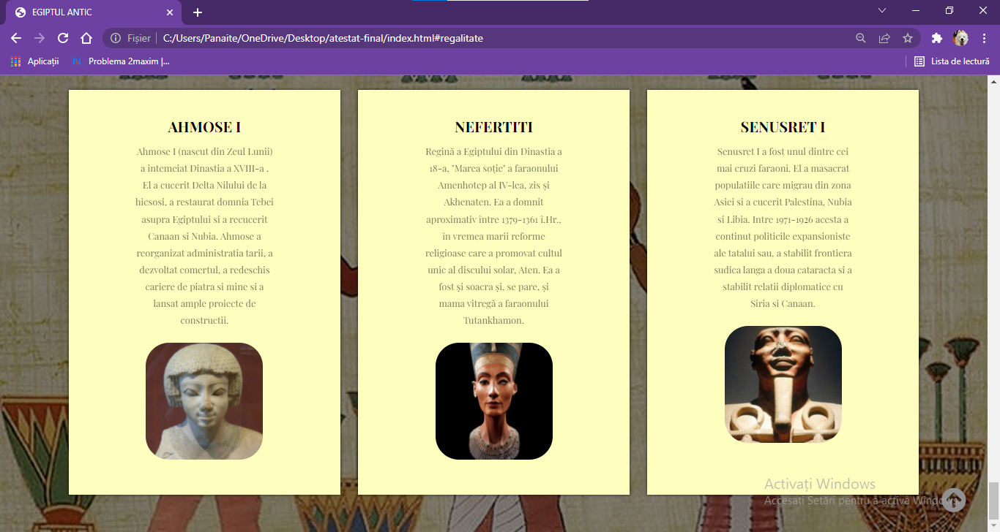 EGIPTUL ANTIC
Fișier
C:/Users/Panaite/OneDrive/Desktop/atestat-final/index.html#regalitate
Aplicații
Problema 2maxim |...
Lista de lectură
AHMOSE I
Ahmose I (nascut din Zeul Lunii)
a intemeiat Dinastia a XVIII-a .
El a cucerit Delta Nilului de la
hicsosi, a restaurat domnia Tebei
asupra Egiptului si a recucerit
Canaan si Nubia. Ahmose a
reorganizat administratia tarii, a
dezvoltat comertul, a redeschis
cariere de piatra si mine si a
lansat ample proiecte de
constructii.
NEFERTITI
Regină a Egiptului din Dinastia a
18-a, "Marea soție" a faraonului
Amenhotep al IV-lea, zis și
Akhenaten. Ea a domnit
aproximativ între 1379-1361 î.Hr.,
în vremea marii reforme
religioase care a promovat cultul
unic al discului solar, Aten. Ea a
fost și soacra și, se pare, și
mama vitregă a faraonului
Tutankhamon.
SENUSRET I
Senusret I a fost unul dintre cei
mai cruzi faraoni. El a masacrat
populatiile care migrau din zona
Asiei si a cucerit Palestina, Nubia
si Libia. Intre 1971-1926 acesta a
continut politicile expansioniste
ale tatalui sau, a stabilit frontiera
sudica langa a doua cataracta si a
stabilit relatii diplomatice cu
Siria si Canaan.
Activați Windows
Accesați Setări pentru a activa Windows.